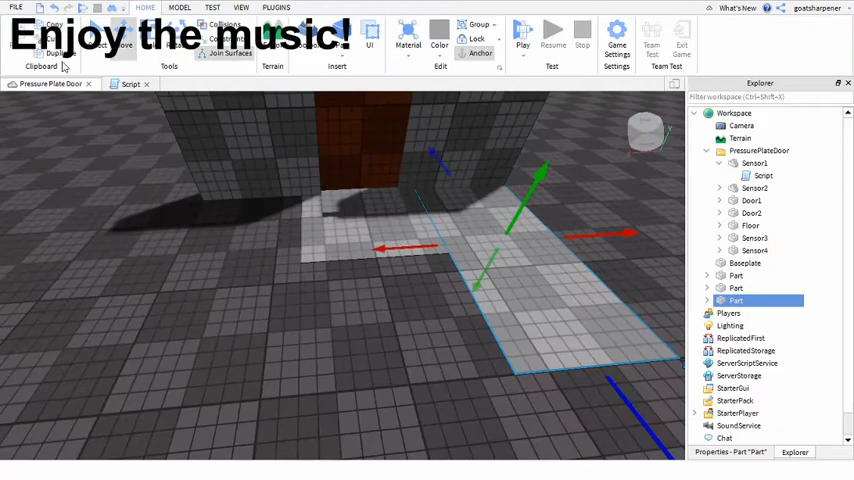 FILE
HOME
MODEL
TEST
VIEW
PLUGINS
What's New
goatsharpener
Enjoy the music!
Copy
Duplicate
Collisions
Join Surfaces
UI
Material
Color
Group
Lock
Anchor
Play
Resume
Stop
Game
Settings
Team
Test
Exit
Game
Clipboard
Tools
Terrain
Insert
Edit
Settings
Team Test
Pressure Plate Door
Script
Explorer
Filter workspace (Ctrl+Shift+X)
Workspace
Camera
Terrain
PressurePlateDoor
Sensor1
Script
Sensor2
Door1
Door2
Floor
Sensor3
Sensor4
Baseplate
Part
Part
Part
Players
Lighting
ReplicatedFirst
ReplicatedStorage
ServerScriptService
ServerStorage
StarterGui
StarterPack
StarterPlayer
SoundService
Chat
Properties - Part "Part"
Explorer